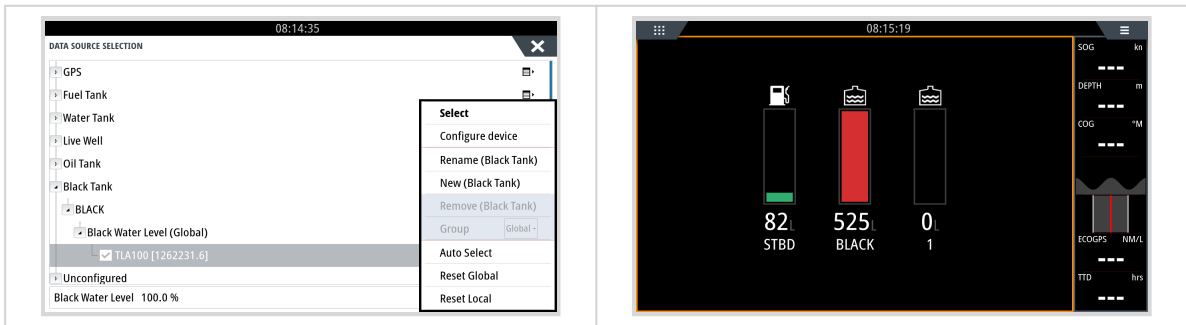 08:14:35
DATA SOURCE SELECTION
GPS
Fuel Tank
Water Tank
Live Well
Oil Tank
Black Tank
BLACK
Black Water Level (Global)
TLA100 [1262231.6]
Unconfigured
Black Water Level 100.0 %
Select
Configure device
Rename (Black Tank)
New (Black Tank)
Remove (Black Tank)
Group Global
Auto Select
Reset Global
Reset Local
08:15:19
82L
STBD
525L
BLACK
0L
1
SOG kn
---
DEPTH m
---
COG °M
---
ECOGPS NM/L
---
TTD hrs
---